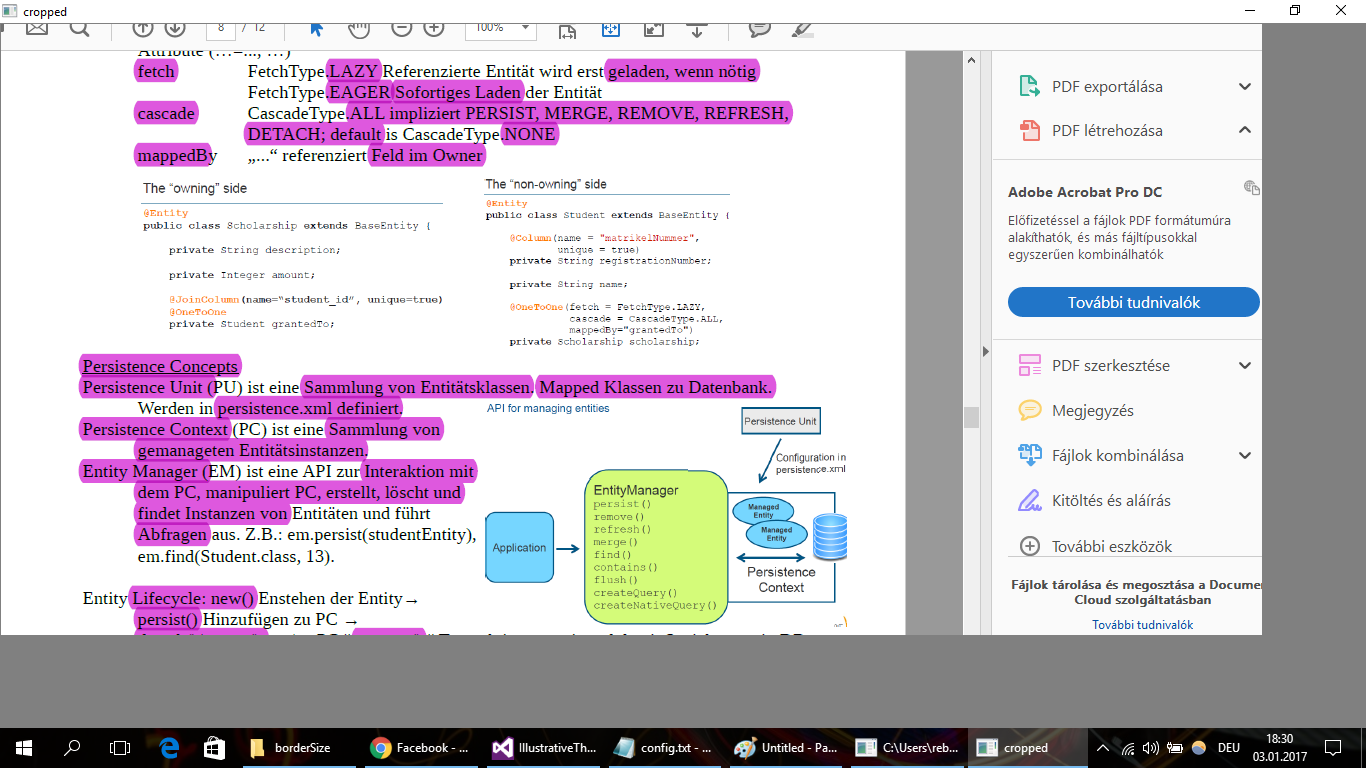 cropped
8 / 12
100%
Attribute (…=..., …)
fetch FetchType.LAZY Referenzierte Entität wird erst geladen, wenn nötig
FetchType.EAGER Sofortiges Laden der Entität
cascade CascadeType.ALL impliziert PERSIST, MERGE, REMOVE, REFRESH,
DETACH; default is CascadeType.NONE
mappedBy „...“ referenziert Feld im Owner
The “owning” side
@Entity
public class Scholarship extends BaseEntity {
private String description;
private Integer amount;
@JoinColumn(name=“student_id”, unique=true)
@OneToOne
private Student grantedTo;
The “non-owning” side
@Entity
public class Student extends BaseEntity {
@Column(name = "matrikelNummer",
unique = true)
private String registrationNumber;
private String name;
@OneToOne(fetch = FetchType.LAZY,
cascade = CascadeType.ALL,
mappedBy="grantedTo")
private Scholarship scholarship;
Persistence Concepts
Persistence Unit (PU) ist eine Sammlung von Entitätsklassen. Mapped Klassen zu Datenbank.
Werden in persistence.xml definiert.
Persistence Context (PC) ist eine Sammlung von
gemanageten Entitätsinstanzen.
Entity Manager (EM) ist eine API zur Interaktion mit
dem PC, manipuliert PC, erstellt, löscht und
findet Instanzen von Entitäten und führt
Abfragen aus. Z.B.: em.persist(studentEntity),
em.find(Student.class, 13).
API for managing entities
Persistence Unit
Configuration in
persistence.xml
Application
EntityManager
persist()
remove()
refresh()
merge()
find()
contains()
flush()
createQuery()
createNativeQuery()
Managed
Entity
Managed
Entity
Persistence
Context
Entity Lifecycle: new() Enstehen der Entity→
persist() Hinzufügen zu PC →
PDF exportálása
PDF létrehozása
Adobe Acrobat Pro DC
Előfizetéssel a fájlok PDF formátumúra
alakíthatók, és más fájltípusokkal
egyszerűen kombinálhatók
További tudnivalók
PDF szerkesztése
Megjegyzés
Fájlok kombinálása
Kitöltés és aláírás
További eszközök
Fájlok tárolása és megosztása a Docume
Cloud szolgáltatásban
További tudnivalók
borderSize
Facebook - ...
IllustrativeTh...
config.txt - ...
Untitled - Pa...
C:\Users\reb...
cropped
DEU
18:30
03.01.2017